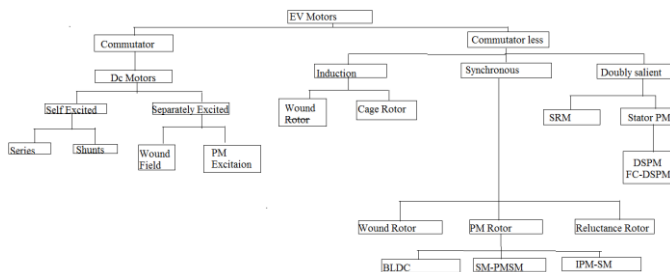 EV Motors
Commutator
Commutator less
Dc Motors
Induction
Synchronous
Doubly salient
Self Excited
Separately Excited
Wound
Rotor
Cage Rotor
SRM
Stator PM
Series
Shunts
Wound
Field
PM
Excitaion
DSPM
FC-DSPM
Wound Rotor
PM Rotor
Reluctance Rotor
BLDC
SM-PMSM
IPM-SM